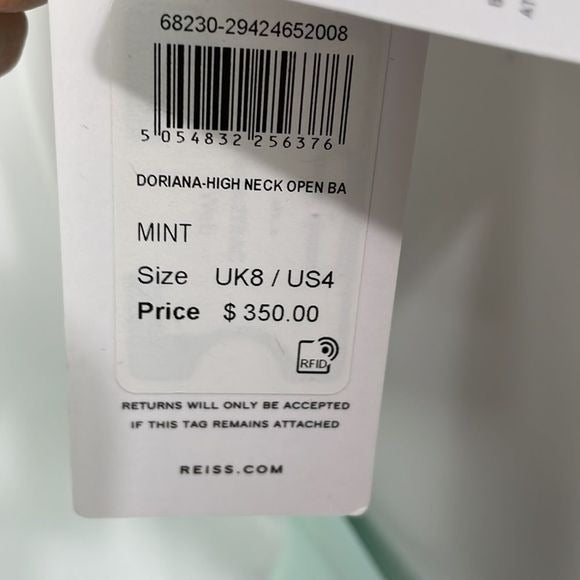 68230-29424652008
5 054832 256376
DORIANA-HIGH NECK OPEN BA
MINT
Size UK8 / US4
Price $ 350.00
RFID
RETURNS WILL ONLY BE ACCEPTED
IF THIS TAG REMAINS ATTACHED
REISS.COM